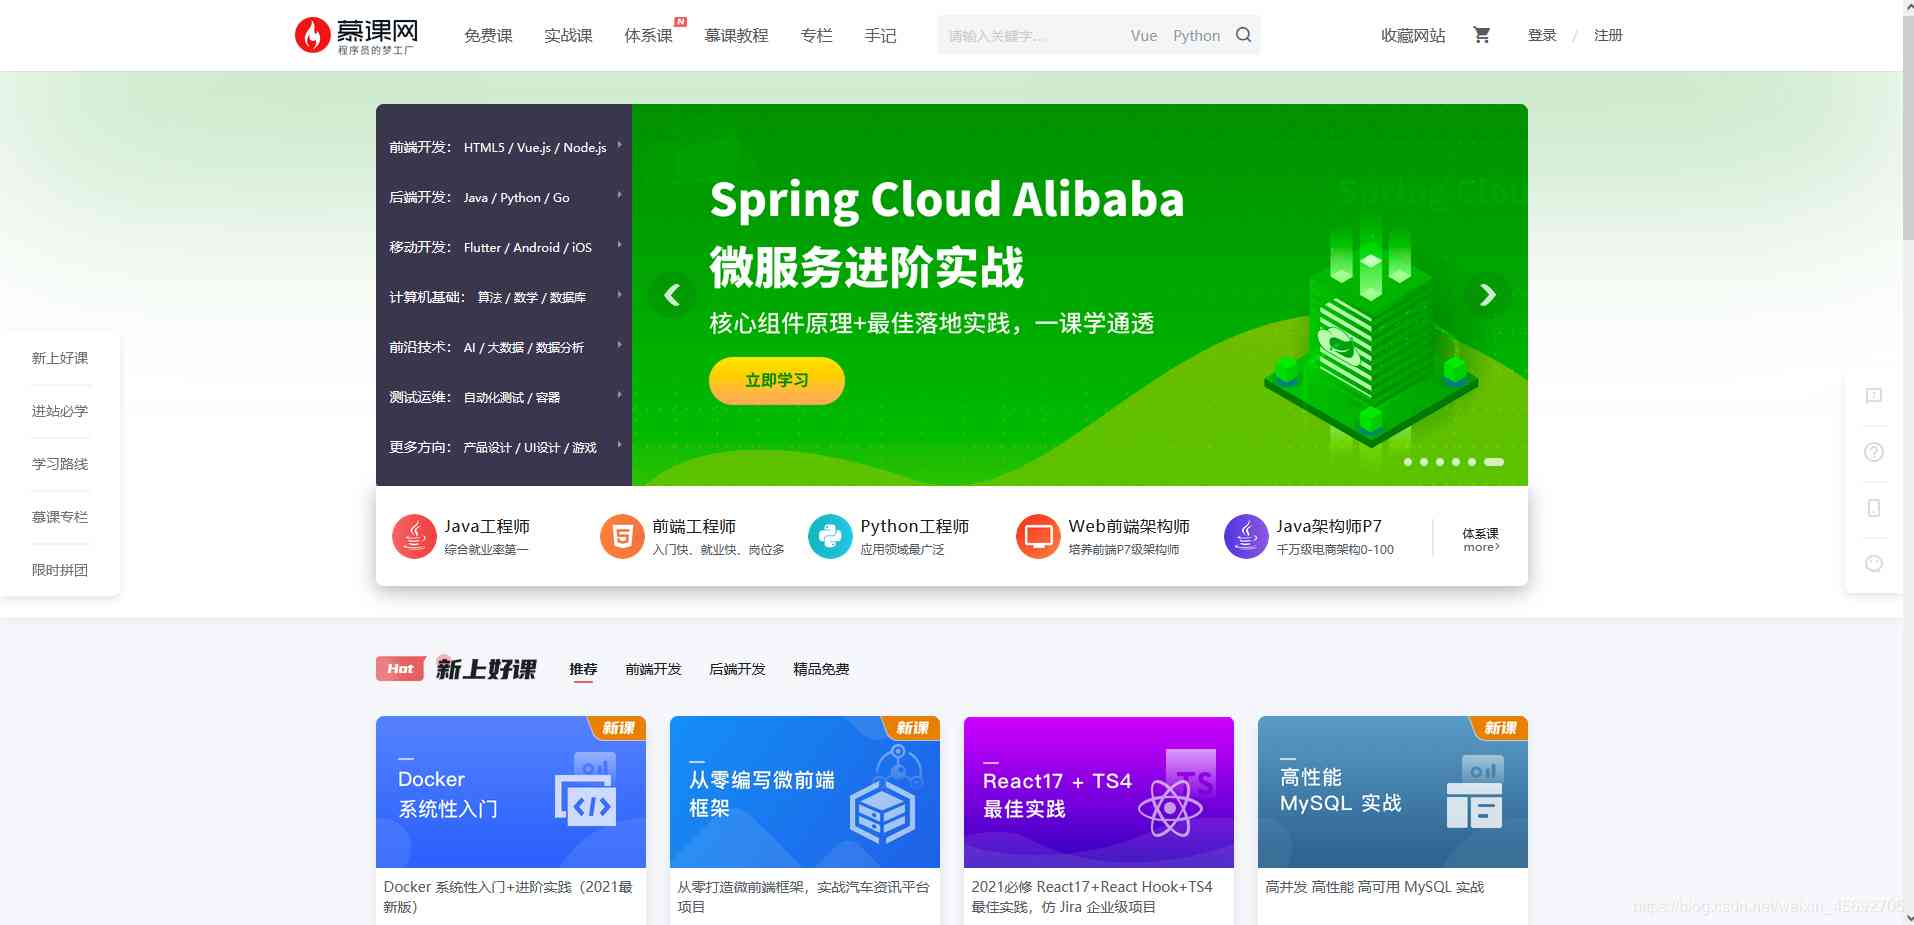 慕课网
程序员的梦工厂
免费课 实战课 体系课 N 慕课教程 专栏 手记
请输入关键字... Vue Python
收藏网站 登录 / 注册
前端开发： HTML5 / Vue.js / Node.js
后端开发： Java / Python / Go
移动开发： Flutter / Android / iOS
计算机基础： 算法 / 数学 / 数据库
前沿技术： AI / 大数据 / 数据分析
测试运维： 自动化测试 / 容器
更多方向： 产品设计 / UI设计 / 游戏
Spring Cloud Alibaba
微服务进阶实战
核心组件原理+最佳落地实践，一课学通透
立即学习
Spring Clou
新上好课
进站必学
学习路线
慕课专栏
限时拼团
Java工程师
综合就业率第一
前端工程师
入门快、就业快、岗位多
Python工程师
应用领域最广泛
Web前端架构师
培养前端P7级架构师
Java架构师P7
千万级电商架构0-100
体系课
more>
Hot 新上好课 推荐 前端开发 后端开发 精品免费
新课
Docker
系统性入门
Docker 系统性入门+进阶实践（2021最
新版）
新课
从零编写微前端
框架
从零打造微前端框架，实战汽车资讯平台
项目
TS
React17 + TS4
最佳实践
2021必修 React17+React Hook+TS4
最佳实践，仿 Jira 企业级项目
新课
高性能
MySQL 实战
高并发 高性能 高可用 MySQL 实战
https://blog.csdn.net/weixin_45692705